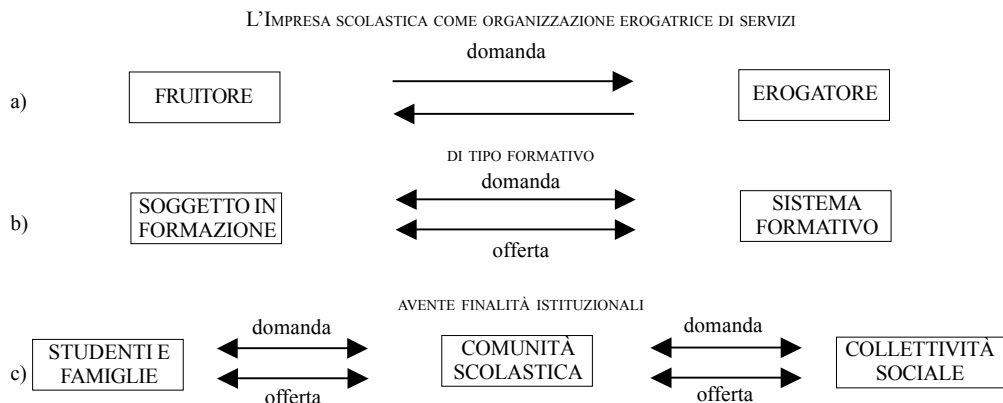 L'IMPRESA SCOLASTICA COME ORGANIZZAZIONE EROGATRICE DI SERVIZI
domanda
a) FRUITORE EROGATORE
DI TIPO FORMATIVO
domanda
b) SOGGETTO IN FORMAZIONE SISTEMA FORMATIVO
offerta
AVENTE FINALITÀ ISTITUZIONALI
domanda domanda
c) STUDENTI E FAMIGLIE COMUNITÀ SCOLASTICA COLLETTIVITÀ SOCIALE
offerta offerta